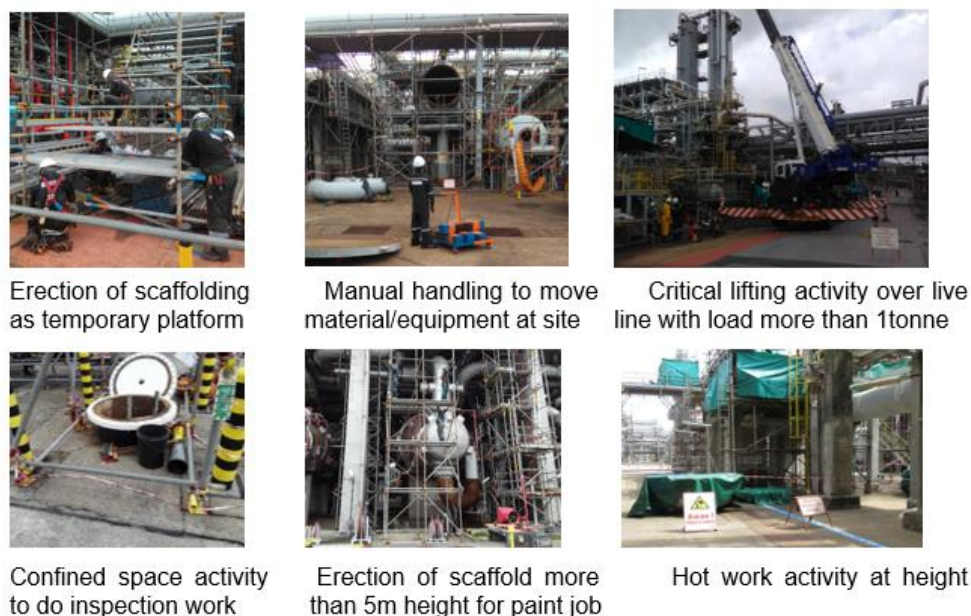 Erection of scaffolding
as temporary platform
Manual handling to move
material/equipment at site
Critical lifting activity over live
line with load more than 1tonne
Confined space activity
to do inspection work
Erection of scaffold more
than 5m height for paint job
Hot work activity at height